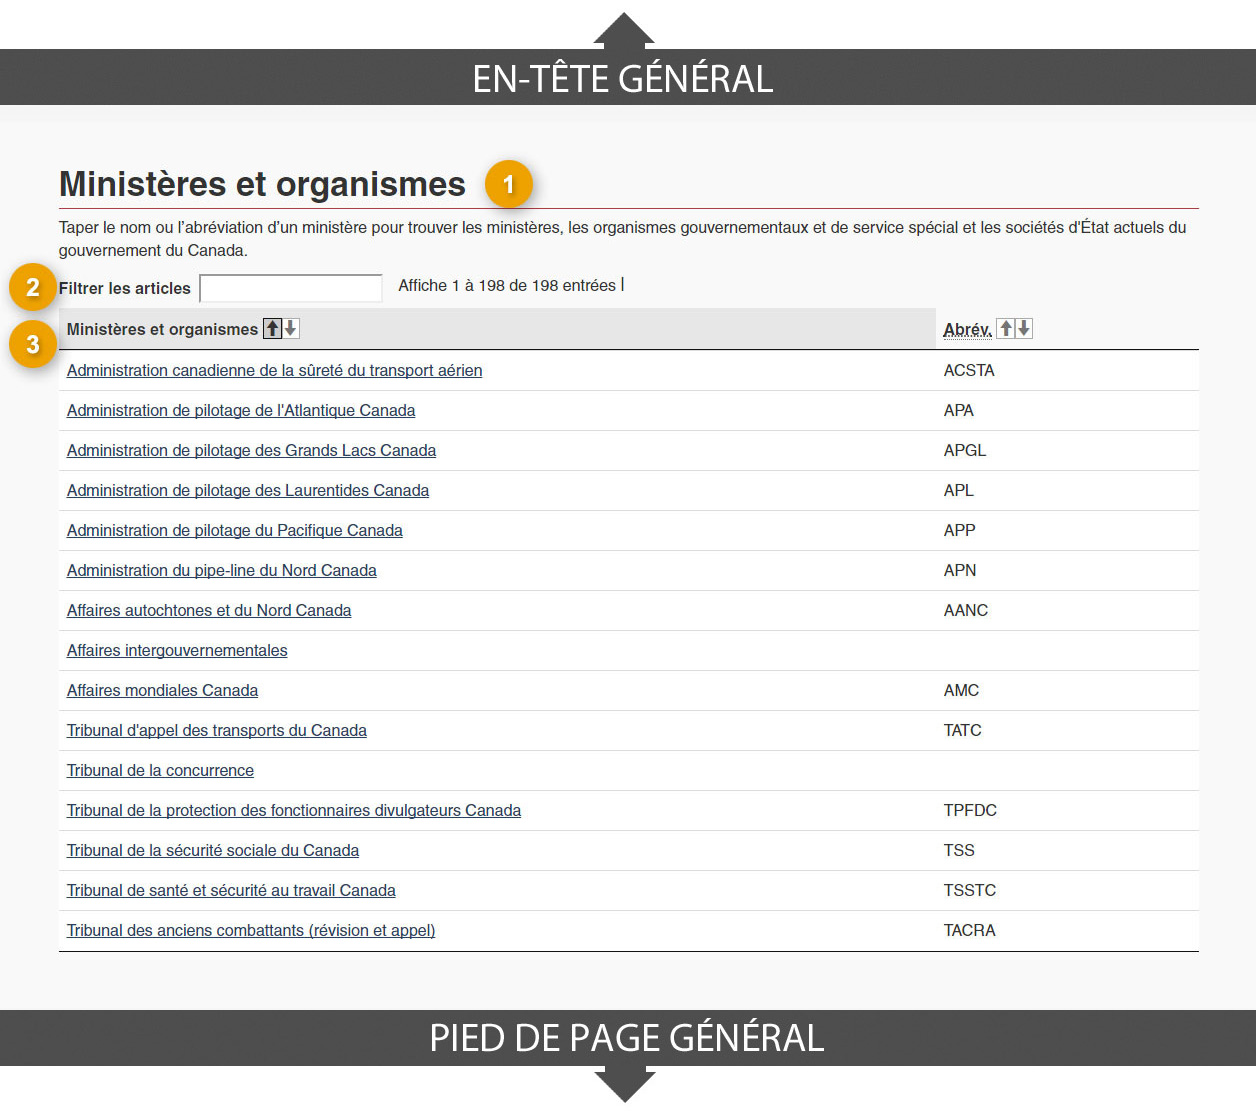 EN-TÊTE GÉNÉRAL
Ministères et organismes 1
Taper le nom ou l’abréviation d’un ministère pour trouver les ministères, les organismes gouvernementaux et de service spécial et les sociétés d'État actuels du
gouvernement du Canada.
2 Filtrer les articles Affiche 1 à 198 de 198 entrées |
3 Ministères et organismes Abrév.
Administration canadienne de la sûreté du transport aérien ACSTA
Administration de pilotage de l'Atlantique Canada APA
Administration de pilotage des Grands Lacs Canada APGL
Administration de pilotage des Laurentides Canada APL
Administration de pilotage du Pacifique Canada APP
Administration du pipe-line du Nord Canada APN
Affaires autochtones et du Nord Canada AANC
Affaires intergouvernementales
Affaires mondiales Canada AMC
Tribunal d'appel des transports du Canada TATC
Tribunal de la concurrence
Tribunal de la protection des fonctionnaires divulgateurs Canada TPFDC
Tribunal de la sécurité sociale du Canada TSS
Tribunal de santé et sécurité au travail Canada TSSTC
Tribunal des anciens combattants (révision et appel) TACRA
PIED DE PAGE GÉNÉRAL